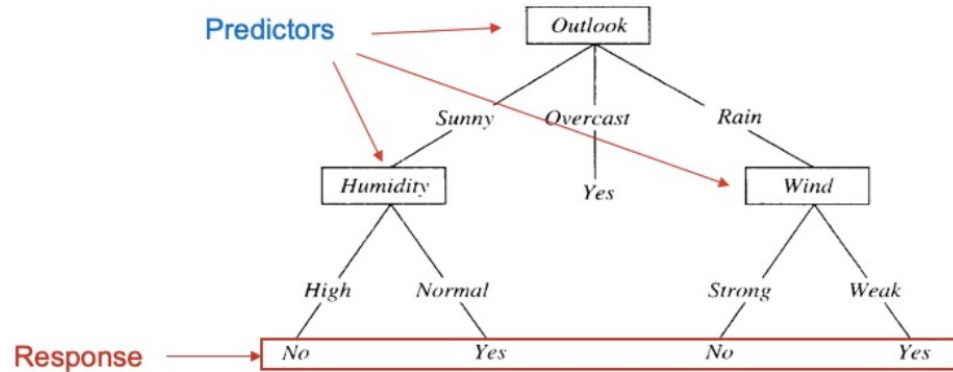 Predictors
Outlook
Sunny Overcast Rain
Humidity Yes Wind
High Normal Strong Weak
Response No Yes No Yes